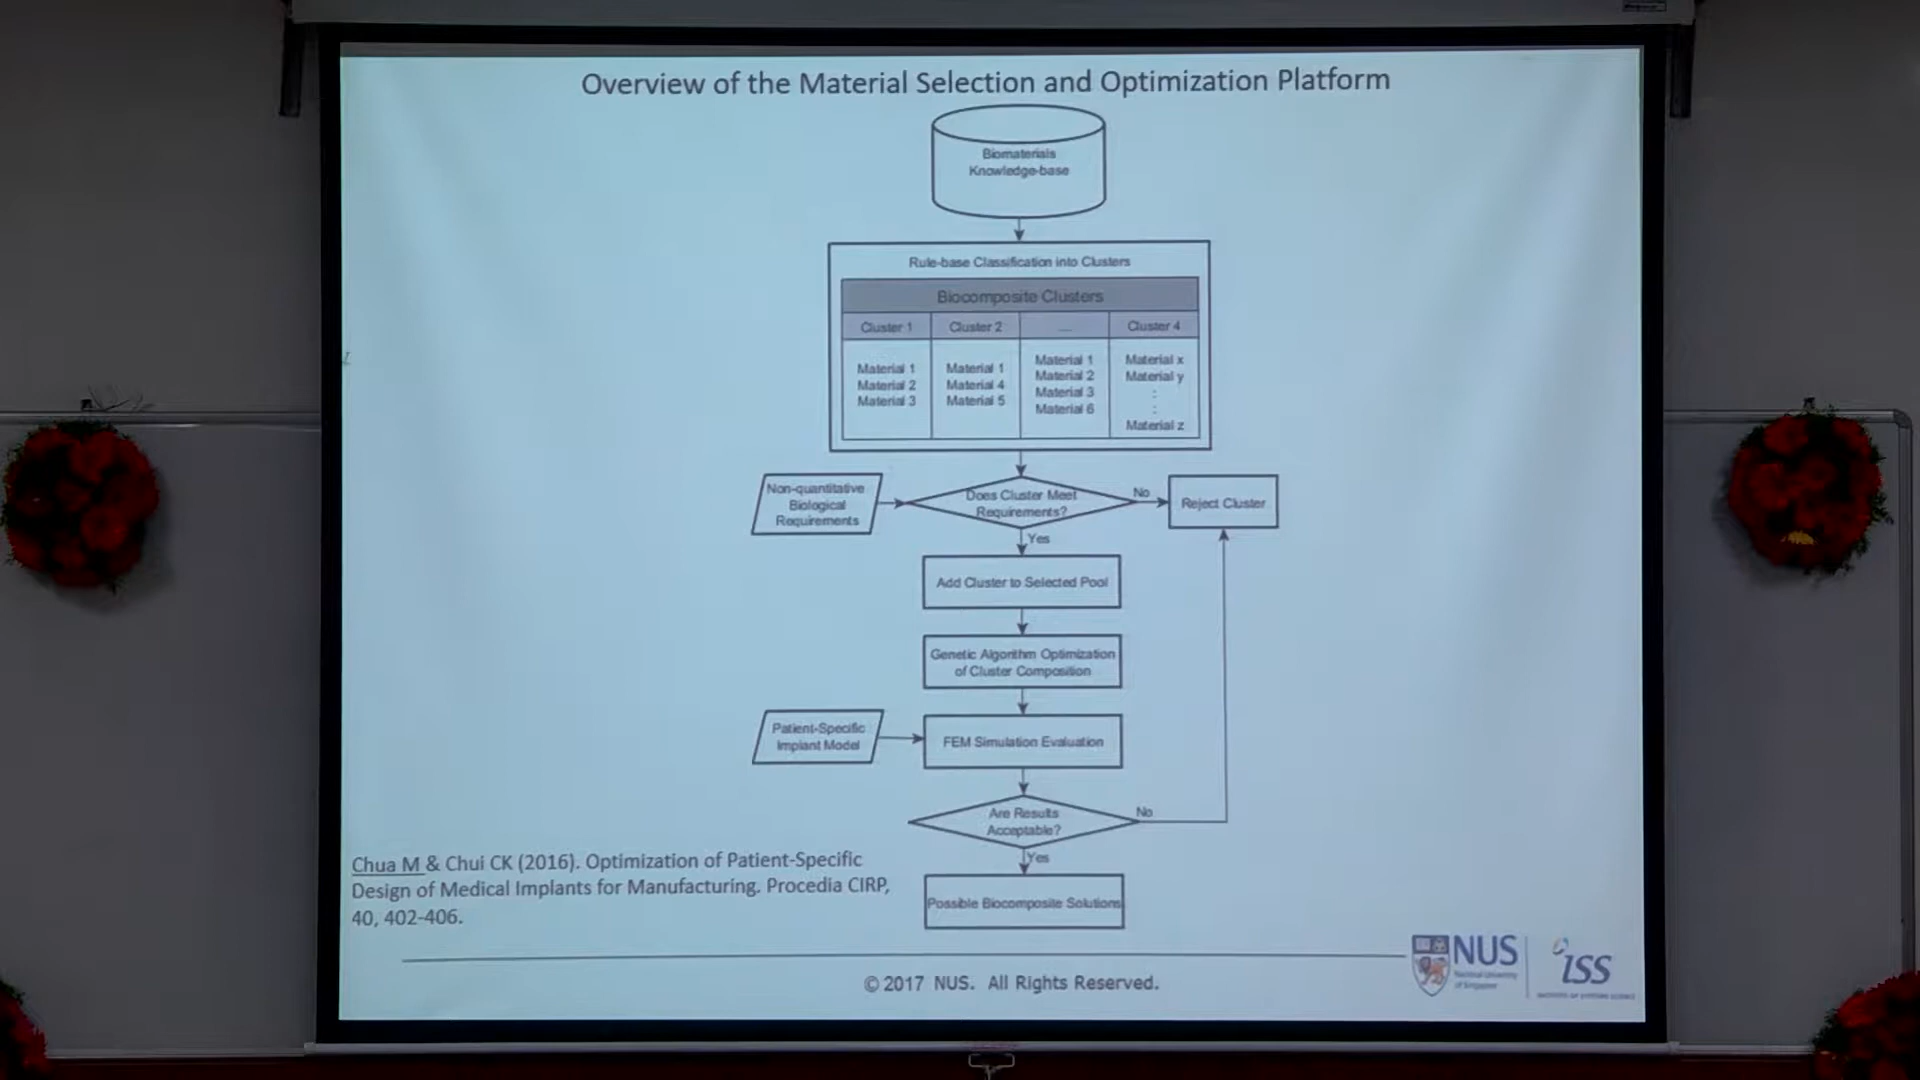 Overview of the Material Selection and Optimization Platform
Biomaterials
Knowledge-base
Rule-base Classification into Clusters
Biocomposite Clusters
Cluster 1
Cluster 2
....
Cluster 4
Material 1
Material 2
Material 3
Material 1
Material 4
Material 5
Material 1
Material 2
Material 3
Material 6
Material x
Material y
:
:
Material z
Non-quantitative
Biological
Requirements
Does Cluster Meet
Requirements?
No
Reject Cluster
Yes
Add Cluster to Selected Pool
Genetic Algorithm Optimization
of Cluster Composition
Patient-Specific
Implant Model
FEM Simulation Evaluation
Are Results
Acceptable?
No
Yes
Possible Biocomposite Solutions
Chua M & Chui CK (2016). Optimization of Patient-Specific
Design of Medical Implants for Manufacturing. Procedia CIRP,
40, 402-406.
© 2017 NUS. All Rights Reserved.
NUS
National University
of Singapore
iss